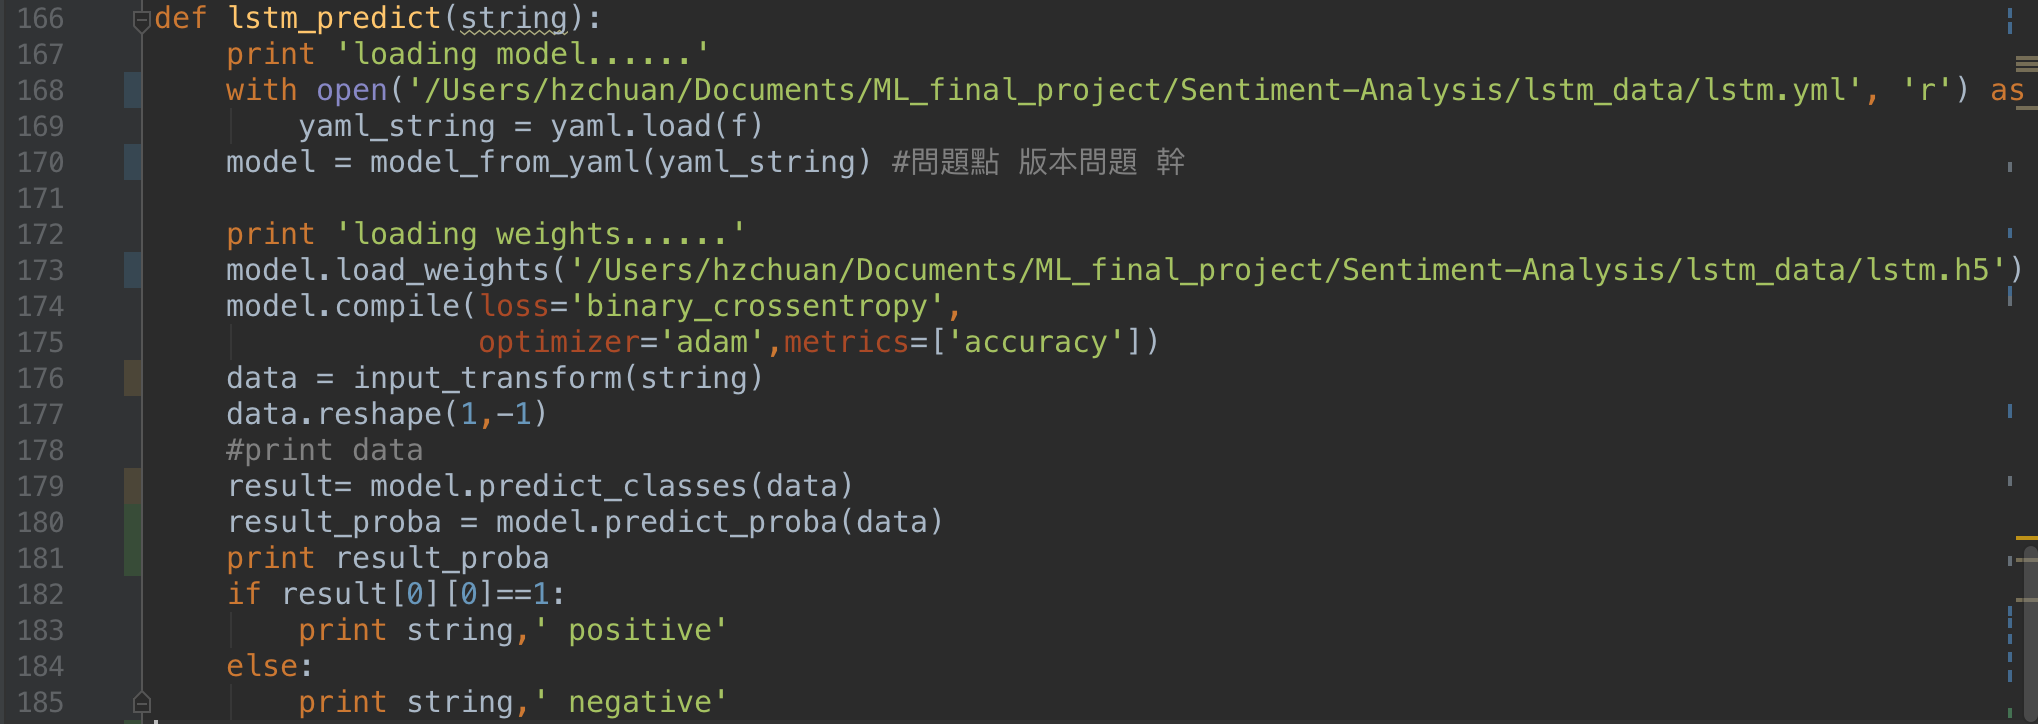 166 def lstm_predict(string):
167 print 'loading model......'
168 with open('/Users/hzchuan/Documents/ML_final_project/Sentiment-Analysis/lstm_data/lstm.yml', 'r') as
169 yaml_string = yaml.load(f)
170 model = model_from_yaml(yaml_string) #問題點 版本問題 幹
171
172 print 'loading weights......'
173 model.load_weights('/Users/hzchuan/Documents/ML_final_project/Sentiment-Analysis/lstm_data/lstm.h5')
174 model.compile(loss='binary_crossentropy',
175 optimizer='adam',metrics=['accuracy'])
176 data = input_transform(string)
177 data.reshape(1,-1)
178 #print data
179 result= model.predict_classes(data)
180 result_proba = model.predict_proba(data)
181 print result_proba
182 if result[0][0]==1:
183 print string,' positive'
184 else:
185 print string,' negative'